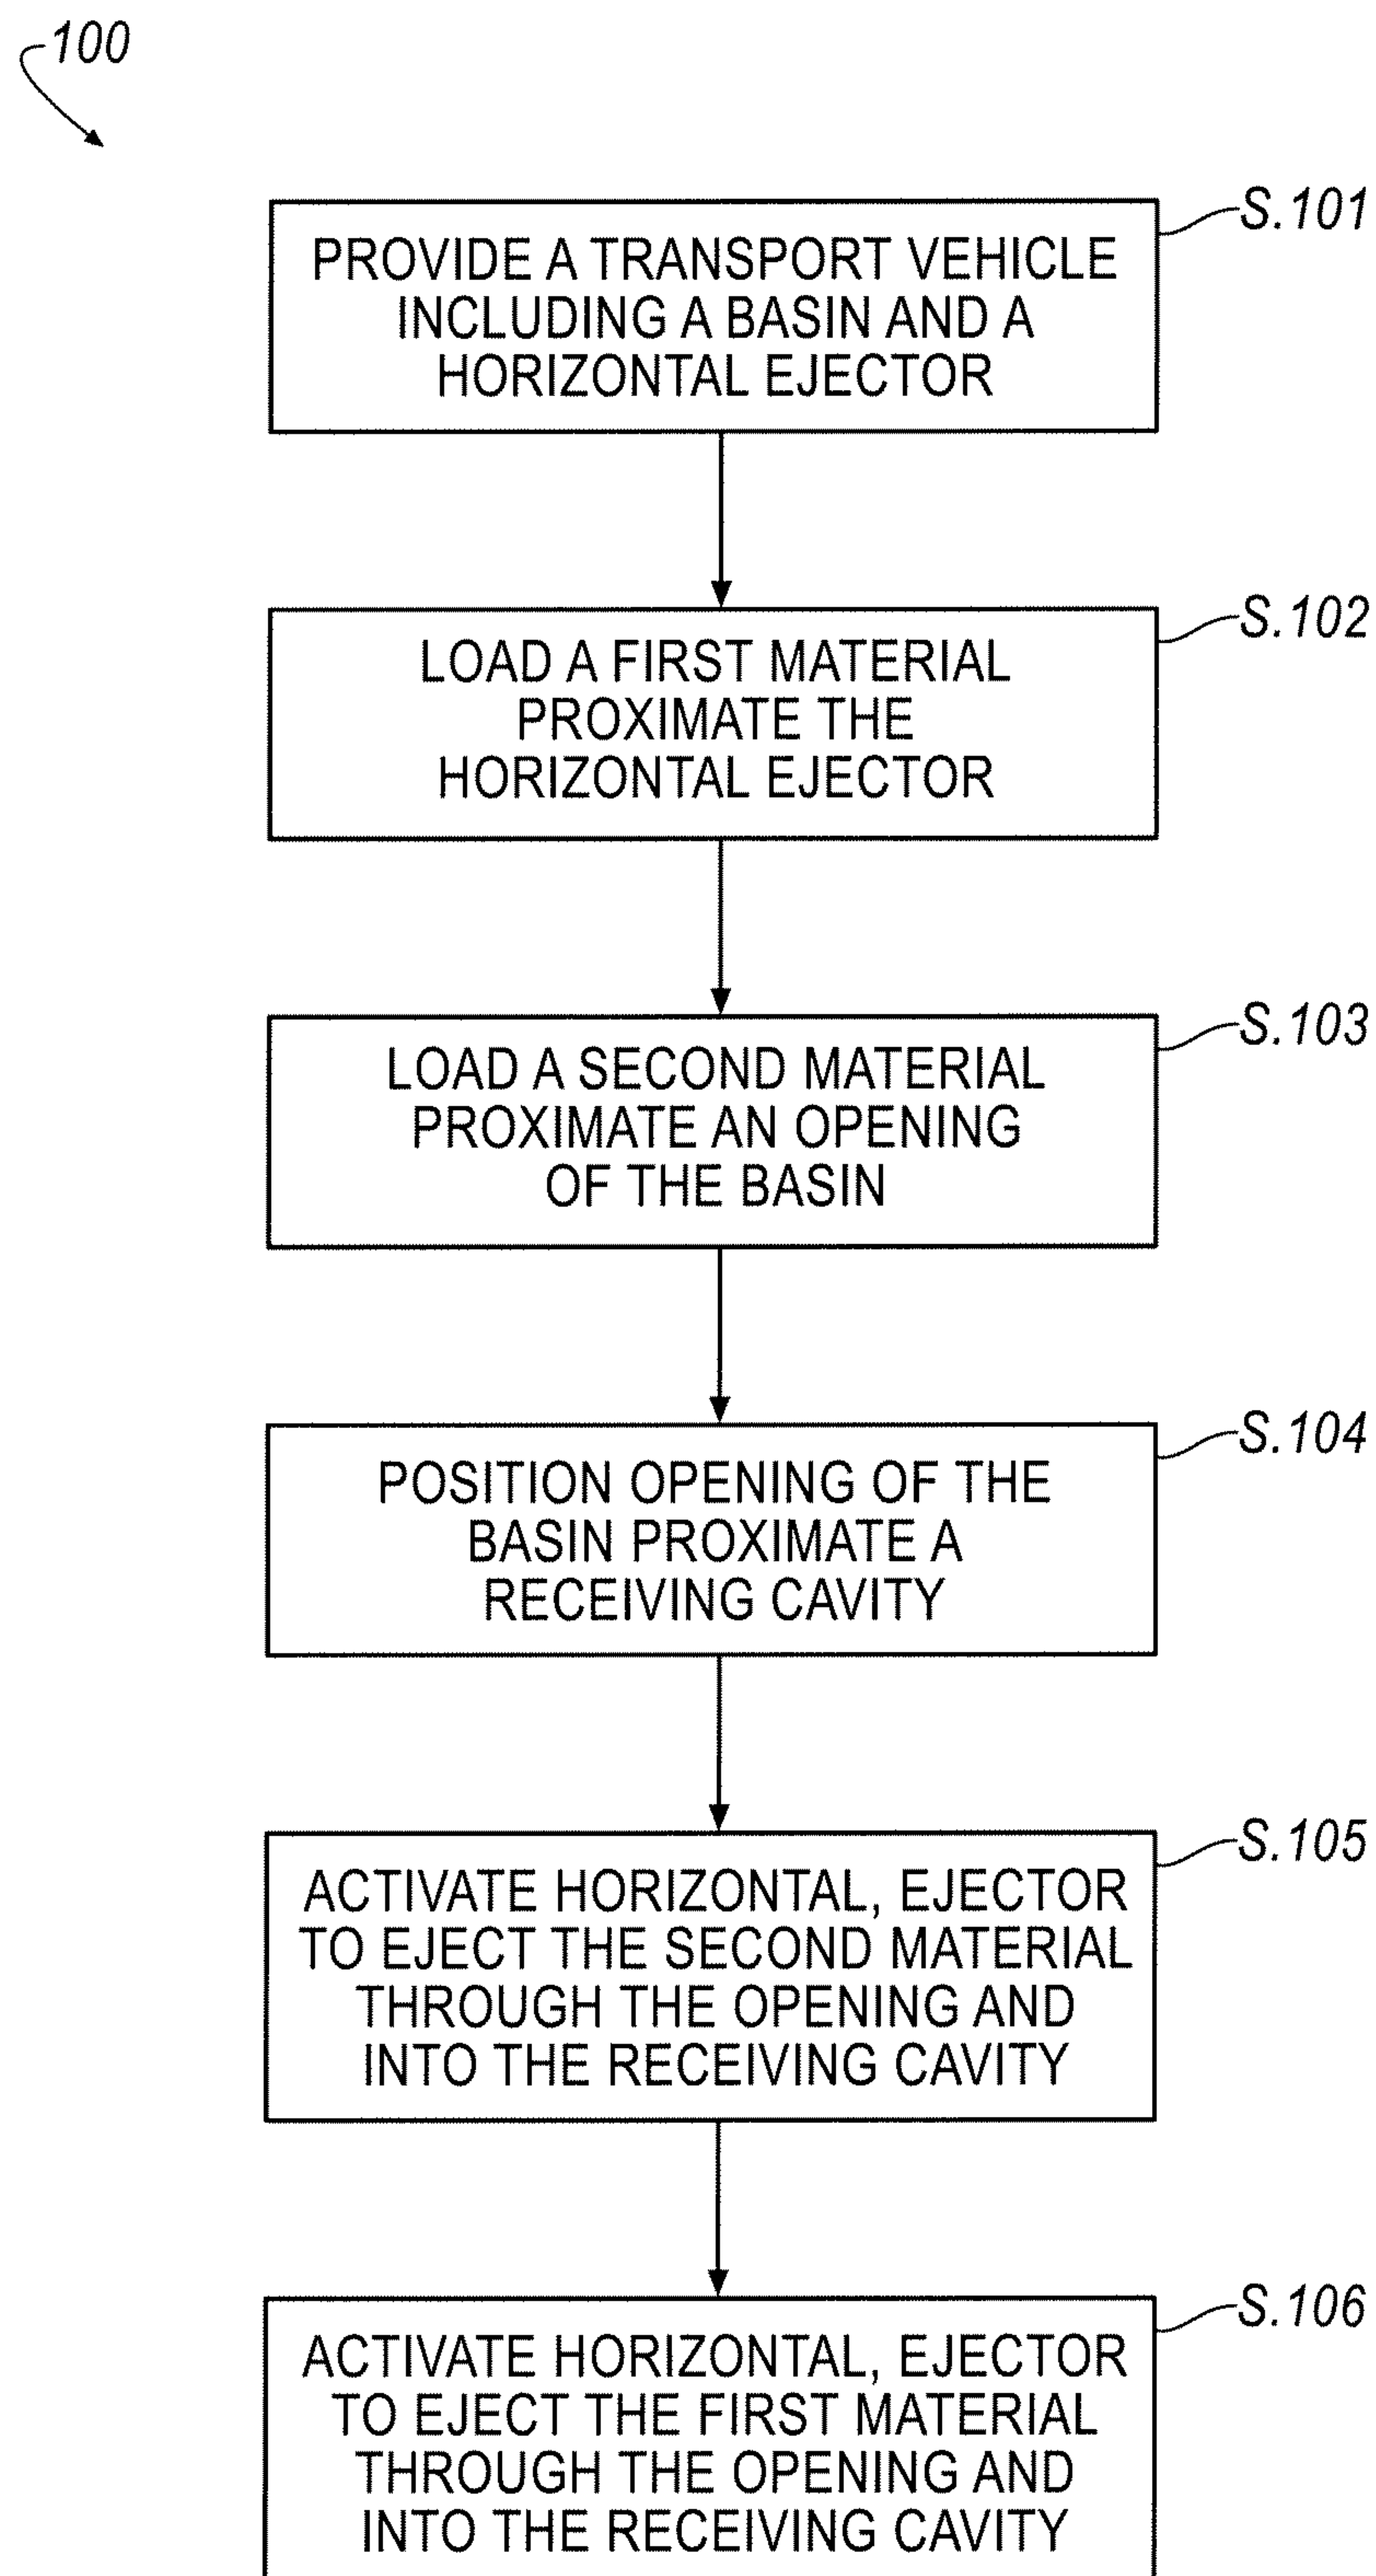 100
S.101
PROVIDE A TRANSPORT VEHICLE
INCLUDING A BASIN AND A
HORIZONTAL EJECTOR
S.102
LOAD A FIRST MATERIAL
PROXIMATE THE
HORIZONTAL EJECTOR
S.103
LOAD A SECOND MATERIAL
PROXIMATE AN OPENING
OF THE BASIN
S.104
POSITION OPENING OF THE
BASIN PROXIMATE A
RECEIVING CAVITY
S.105
ACTIVATE HORIZONTAL, EJECTOR
TO EJECT THE SECOND MATERIAL
THROUGH THE OPENING AND
INTO THE RECEIVING CAVITY
S.106
ACTIVATE HORIZONTAL, EJECTOR
TO EJECT THE FIRST MATERIAL
THROUGH THE OPENING AND
INTO THE RECEIVING CAVITY